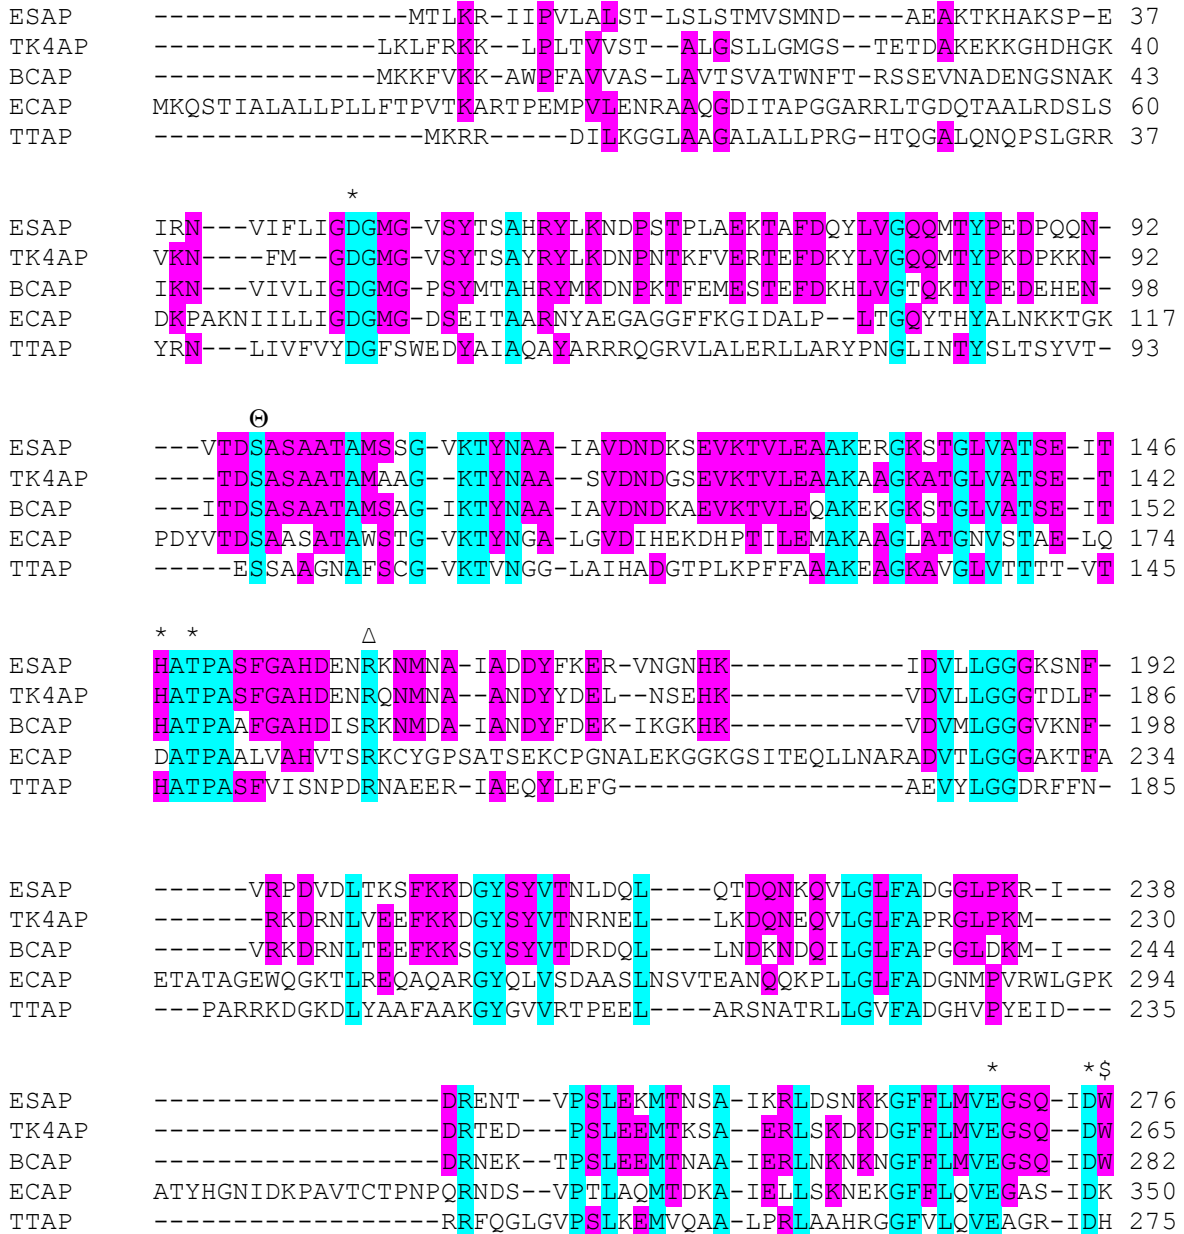 ESAP ----------------MTLKR-IIPVLALST-LSLSTMVSMND----AEAKTKHAKSP-E 37
TK4AP --------------LKLFRKK--LPLTVVST--ALGSLLGMGS--TETDAKEKKGHDHGK 40
BCAP --------------MKKFVKK-AWPFAVVAS-LAVTSVATWNFT-RSSEVNADENGSNAK 43
ECAP MKQSTIALALLPLLFTPVTKARTPEMPVLENRAAQGDITAPGGARRLTGDQTAALRDSLS 60
TTAP -----------------MKRR-----DILKGGLAAGALALLPRG-HTQGALQNQPSLGRR 37
*
ESAP IRN---VIFLIGDGMG-VSYTSAHRYLKNDPSTPLAEKTAFDQYLVGQQMTYPEDPQQN- 92
TK4AP VKN----FM--GDGMG-VSYTSAYRYLKDNPNTKFVERTEFDKYLVGQQMTYPKDPKKN- 92
BCAP IKN---VIVLIGDGMG-PSYMTAHRYMKDNPKTFEMESTEFDKHLVGTQKTYPEDEHEN- 98
ECAP DKPAKNIILLIGDGMG-DSEITAARNYAEGAGGFFKGIDALP--LTGQYTHYALNKKTGK 117
TTAP YRN---LIVFVYDGFSWEDYAIAQAYARRRQGRVLALERLLARYPNGLINTYSLTSYVT- 93
Θ
ESAP ---VTDSASAATAMSSG-VKTYNAA-IAVDNDKSEVKTVLEAAKERGKSTGLVATSE-IT 146
TK4AP ----TDSASAATAMAAG--KTYNAA--SVDNDGSEVKTVLEAAKAAGKATGLVATSE--T 142
BCAP ---ITDSASAATAMSAG-IKTYNAA-IAVDNDKAEVKTVLEQAKEKGKSTGLVATSE-IT 152
ECAP PDYVTDSAASATAWSTG-VKTYNGA-LGVDIHEKDHPTILEMAKAAGLATGNVSTAE-LQ 174
TTAP -----ESSAAGNAFSCG-VKTVNGG-LAIHADGTPLKPFFAAAKEAGKAVGLVTTTT-VT 145
* * Δ
ESAP HATPASFGAHDENRKNMNA-IADDYFKER-VNGNHK-----------IDVLLGGGKSNF- 192
TK4AP HATPASFGAHDENRQNMNA--ANDYYDEL--NSEHK-----------VDVLLGGGTDLF- 186
BCAP HATPAAFGAHDISRKNMDA-IANDYFDEK-IKGKHK-----------VDVMLGGGVKNF- 198
ECAP DATPAALVAHVTSRKCYGPSATSEKCPGNALEKGGKGSITEQLLNARADVTLGGGAKTFA 234
TTAP HATPASFVISNPDRNAEER-IAEQYLEFG------------------AEVYLGGDRFFN- 185
ESAP ------VRPDVDLTKSFKKDGYSYVTNLDQL----QTDQNKQVLGLFADGGLPKR-I--- 238
TK4AP -------RKDRNLVEEFKKDGYSYVTNRNEL----LKDQNEQVLGLFAPRGLPKM----- 230
BCAP ------VRKDRNLTEEFKKSGYSYVTDRDQL----LNDKNDQILGLFAPGGLDKM-I--- 244
ECAP ETATAGEWQGKTLREQAQARGYQLVSDAASLNSVTEANQQKPLLGLFADGNMPVRWLGPK 294
TTAP ---PARRKDGKDLYAAFAAKGYGVVRTPEEL----ARSNATRLLGVFADGHVPYEID--- 235
* *$
ESAP ------------------DRENT--VPSLEKMTNSA-IKRLDSNKKGFFLMVEGSQ-IDW 276
TK4AP ------------------DRTED---PSLEEMTKSA--ERLSKDKDGFFLMVEGSQ--DW 265
BCAP ------------------DRNEK--TPSLEEMTNAA-IERLNKNKNGFFLMVEGSQ-IDW 282
ECAP ATYHGNIDKPAVTCTPNPQRNDS--VPTLAQMTDKA-IELLSKNEKGFFLQVEGAS-IDK 350
TTAP ------------------RRFQGLGVPSLKEMVQAA-LPRLAAHRGGFVLQVEAGR-IDH 275